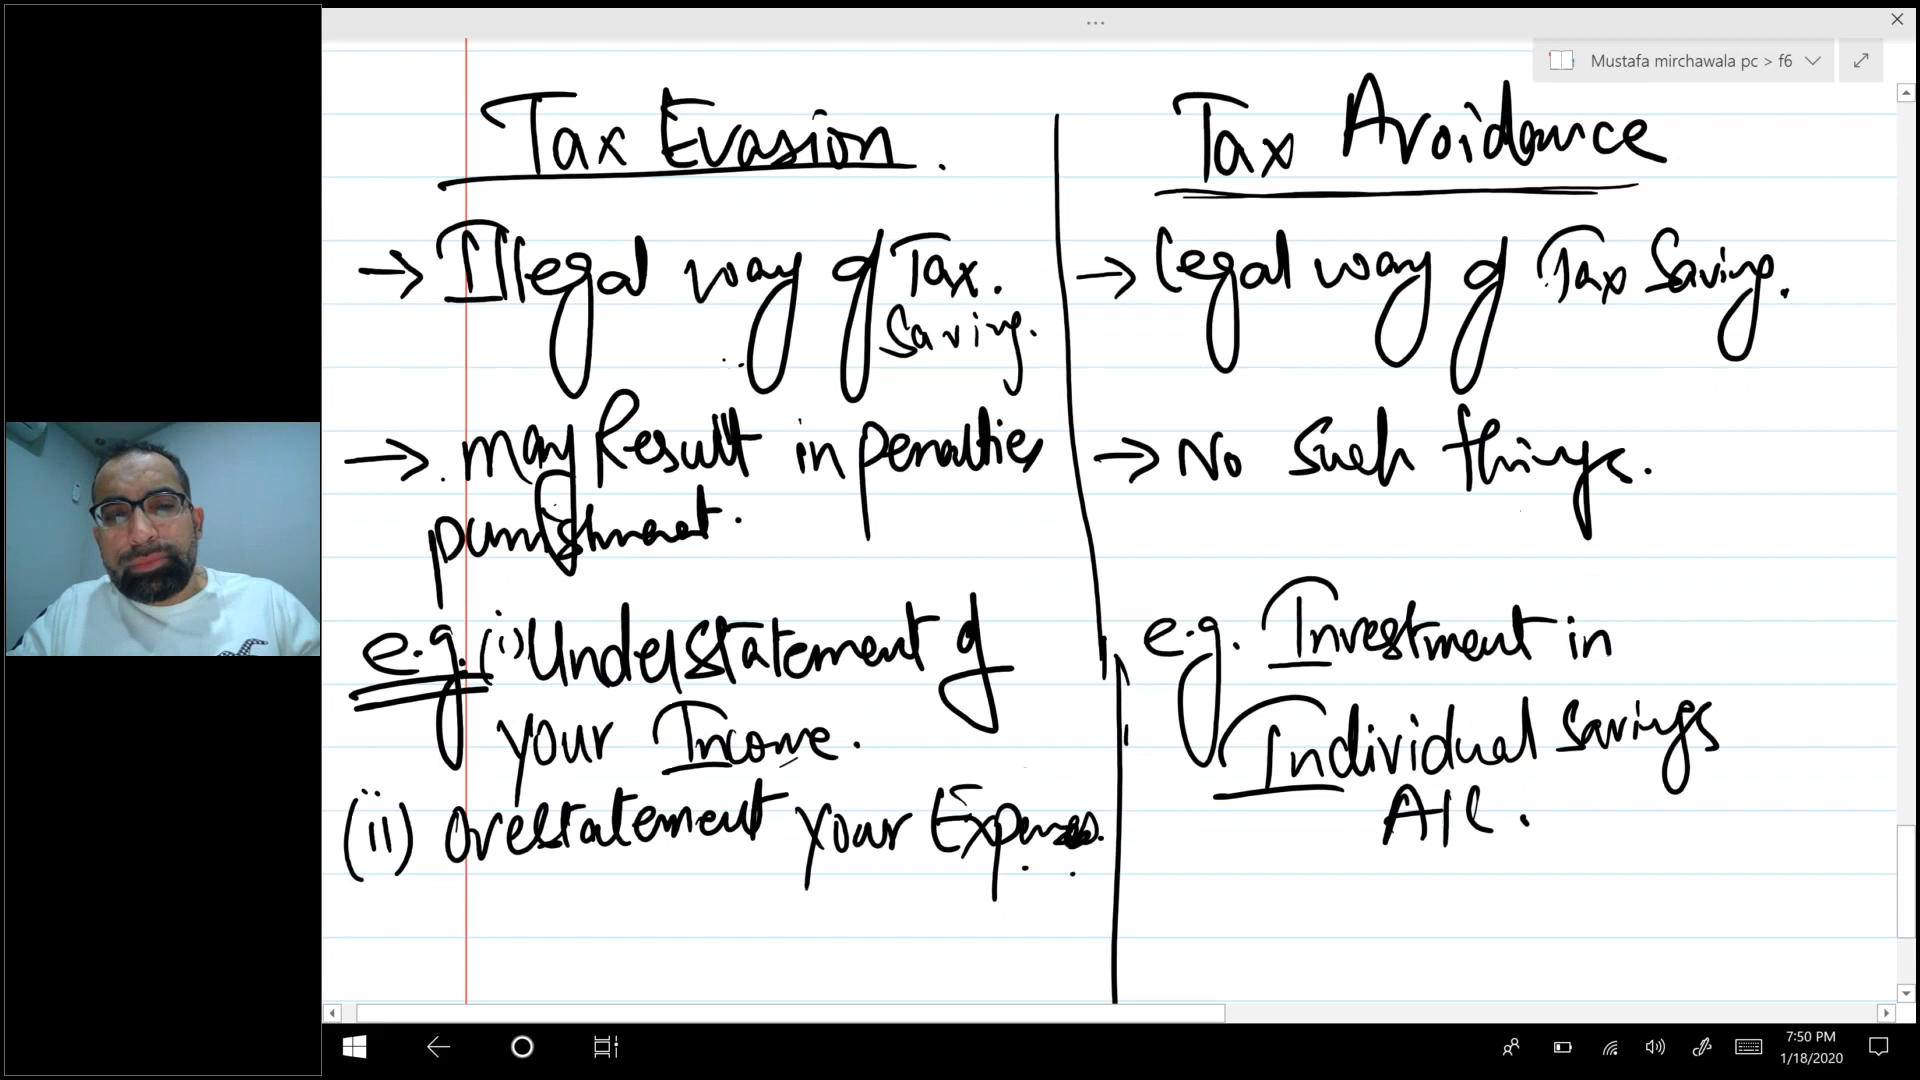 Mustafa mirchawala pc > f6
Tax Evasion.
→ Illegal way of Tax.
Saving.
→ may Result in penalties
punishment.
e.g. (i) Understatement of
your Income.
(ii) Overstatement your Expenses.
Tax Avoidance
→ legal way of Tax Saving.
→ No Such things.
e.g. Investment in
Individual Savings
A/C.
7:50 PM
1/18/2020